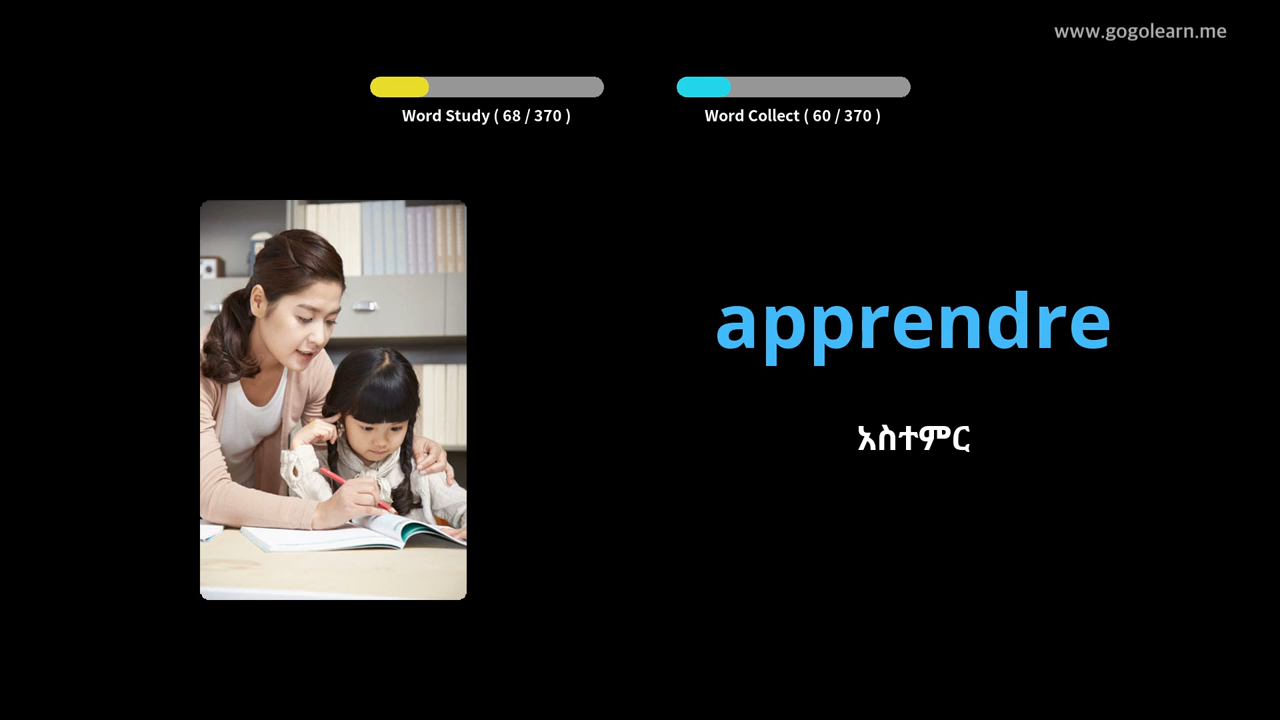 www.gogolearn.me
Word Study ( 68 / 370 )
Word Collect ( 60 / 370 )
apprendre
አስተምር